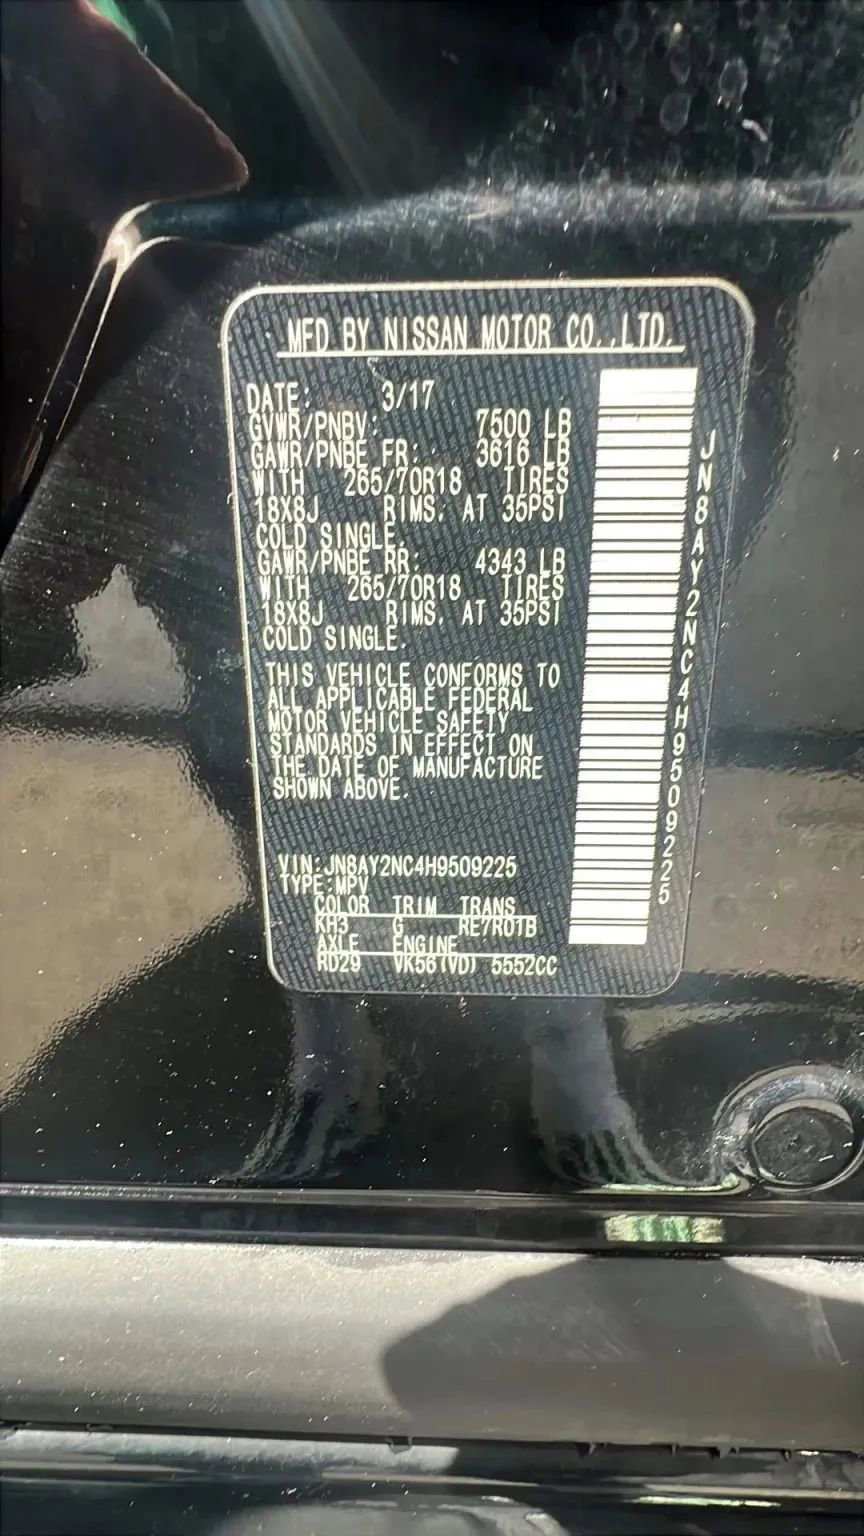 MFD BY NISSAN MOTOR CO.,LTD.
DATE: 3/17
GVWR/PNBV: 7500 LB
GAWR/PNBE FR: 3616 LB
WITH 265/70R18 TIRES
18X8J RIMS. AT 35PSI
COLD SINGLE.
GAWR/PNBE RR: 4343 LB
WITH 265/70R18 TIRES
18X8J RIMS. AT 35PSI
COLD SINGLE.
THIS VEHICLE CONFORMS TO
ALL APPLICABLE FEDERAL
MOTOR VEHICLE SAFETY
STANDARDS IN EFFECT ON
THE DATE OF MANUFACTURE
SHOWN ABOVE.
VIN:JN8AY2NC4H9509225
TYPE:MPV
COLOR TRIM TRANS
KH3 G RE7R01B
AXLE ENGINE
RD29 VK56(VD) 5552CC
JN8AY2NC4H9509225